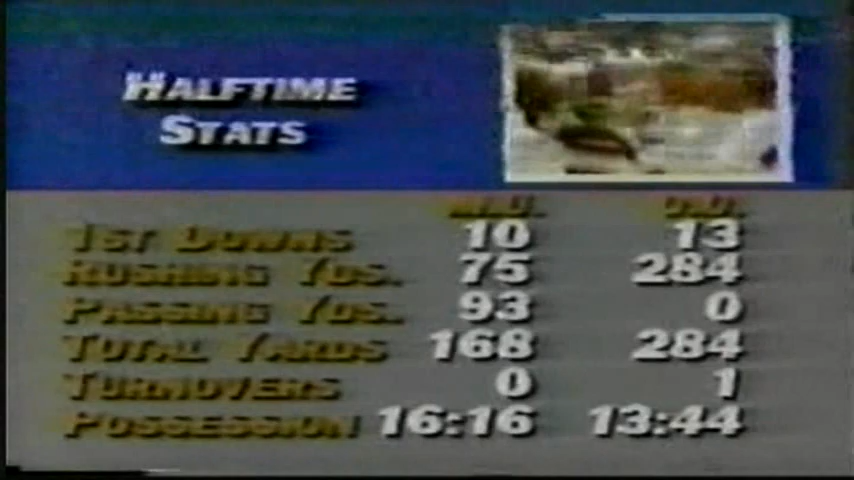 HALFTIME
STATS
1ST DOWNS 10 13
RUSHING YDS. 75 284
PASSING YDS. 93 0
TOTAL YARDS 168 284
TURNOVERS 0 1
POSSESSION 16:16 13:44